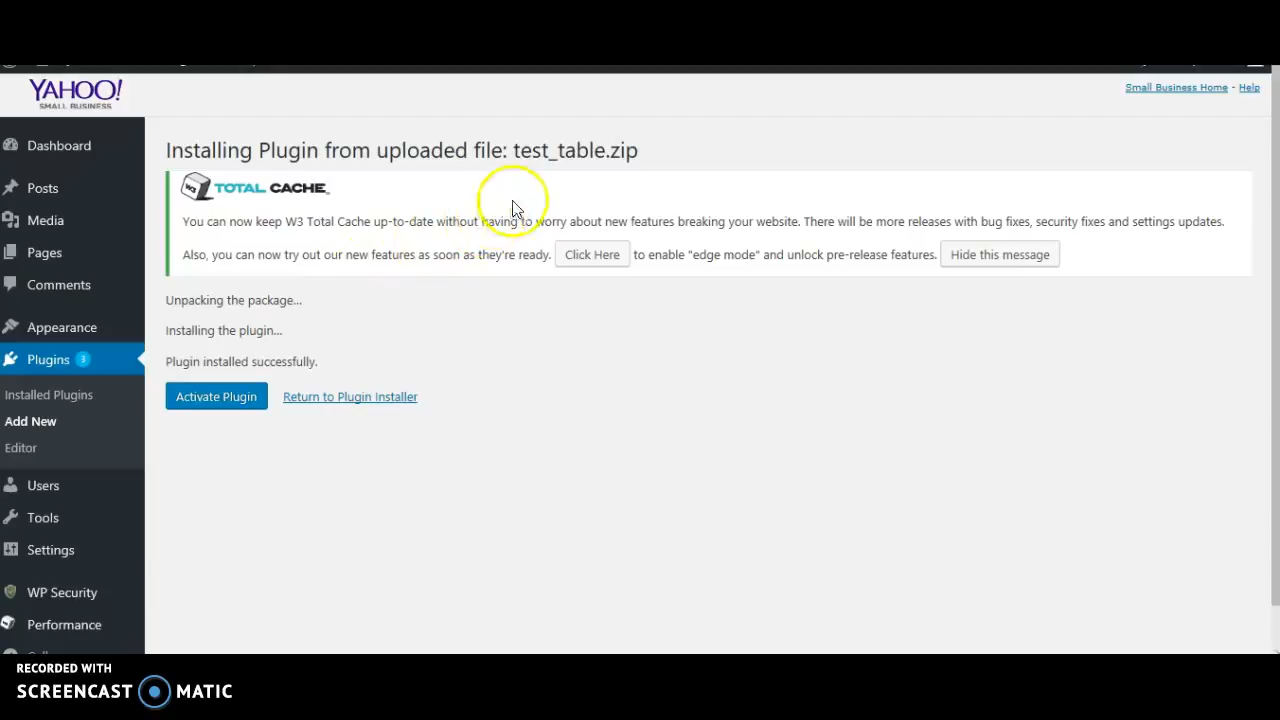 YAHOO!
SMALL BUSINESS
Small Business Home - Help
Dashboard
Posts
Media
Pages
Comments
Appearance
Plugins 3
Installed Plugins
Add New
Editor
Users
Tools
Settings
WP Security
Performance
Installing Plugin from uploaded file: test_table.zip
W3 TOTAL CACHE
You can now keep W3 Total Cache up-to-date without having to worry about new features breaking your website. There will be more releases with bug fixes, security fixes and settings updates.
Also, you can now try out our new features as soon as they're ready. Click Here to enable "edge mode" and unlock pre-release features. Hide this message
Unpacking the package...
Installing the plugin...
Plugin installed successfully.
Activate Plugin Return to Plugin Installer
RECORDED WITH
SCREENCAST MATIC